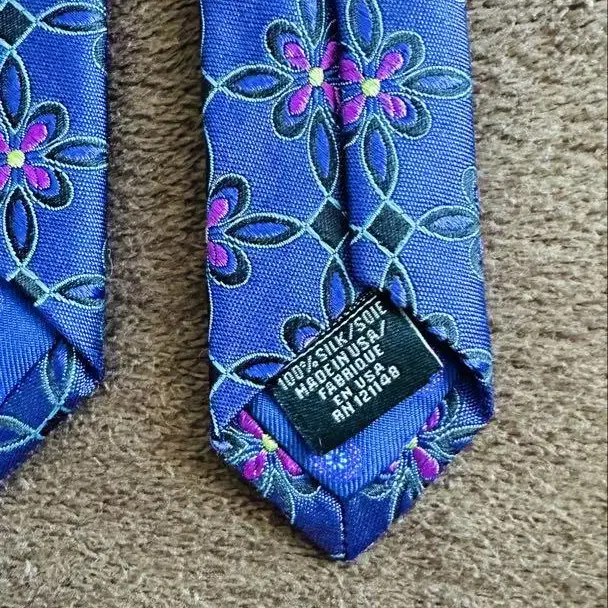 100% SILK/SOIE
MADE IN USA/
FABRIQUE
EN USA
RN 121148